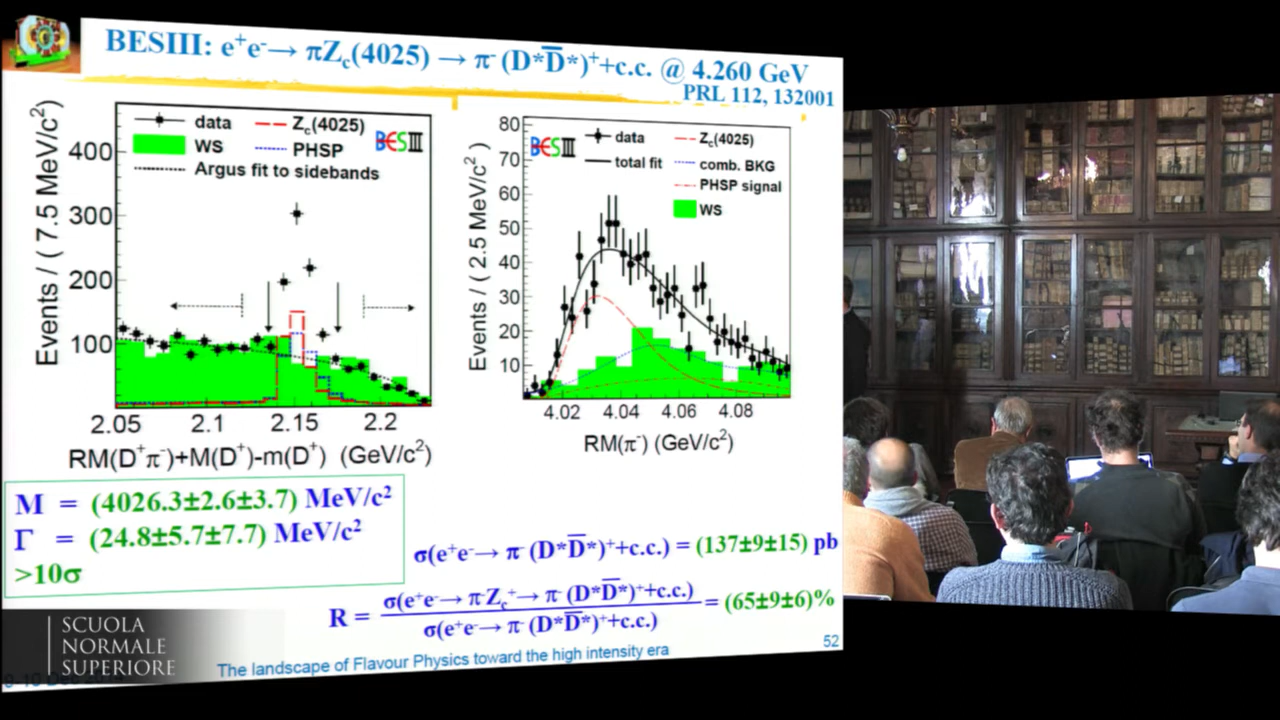 BESIII: e⁺e⁻→ πZc(4025) → π⁻ (D*D̅*)⁺+c.c. @ 4.260 GeV
PRL 112, 132001
Events / ( 7.5 MeV/c² )
data
Zc(4025)
WS
PHSP
BESIII
Argus fit to sidebands
400
300
200
100
2.05 2.1 2.15 2.2
RM(D⁺π⁻)+M(D⁺)-m(D⁺) (GeV/c²)
Events / ( 2.5 MeV/c² )
BESIII
data
Zc(4025)
total fit
comb. BKG
PHSP signal
WS
80
70
60
50
40
30
20
10
4.02 4.04 4.06 4.08
RM(π⁻) (GeV/c²)
M = (4026.3±2.6±3.7) MeV/c²
Γ = (24.8±5.7±7.7) MeV/c²
>10σ
σ(e⁺e⁻→ π⁻ (D*D̅*)⁺+c.c.) = (137±9±15) pb
R = σ(e⁺e⁻→ π⁻Zc⁺→ π⁻ (D*D̅*)⁺+c.c.) / σ(e⁺e⁻→ π⁻ (D*D̅*)⁺+c.c.) = (65±9±6)%
SCUOLA
NORMALE
SUPERIORE
The landscape of Flavour Physics toward the high intensity era
52